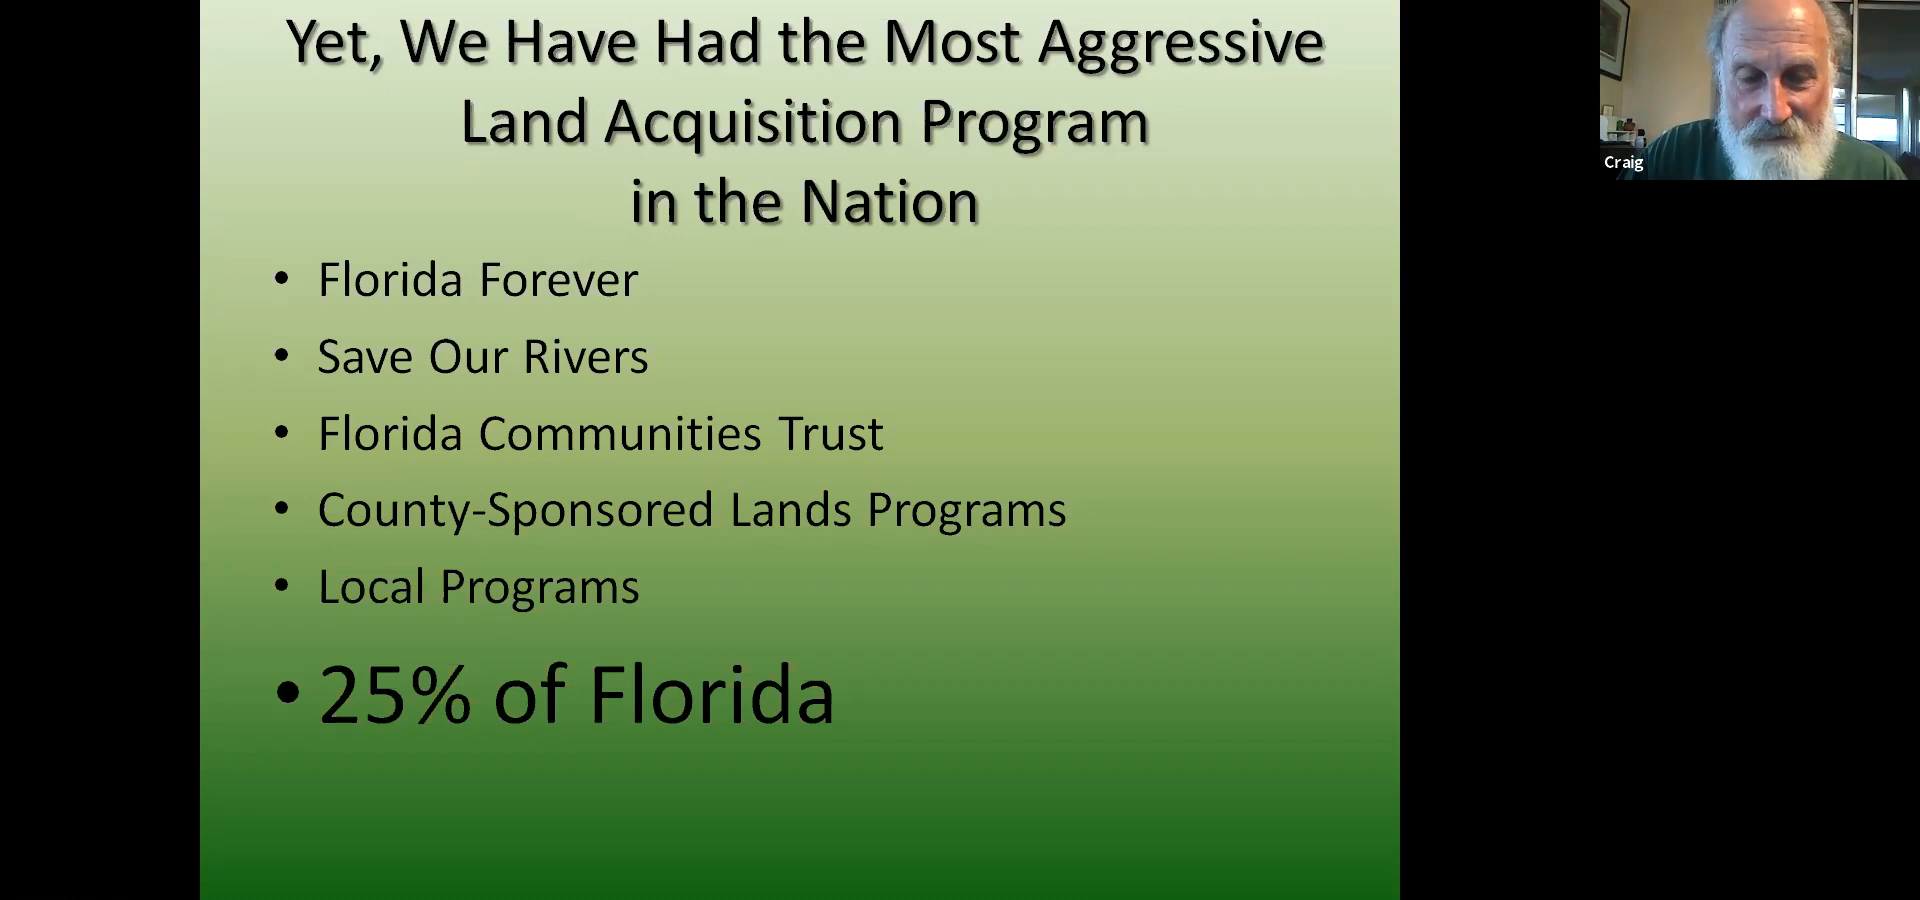 Yet, We Have Had the Most Aggressive
Land Acquisition Program
in the Nation
• Florida Forever
• Save Our Rivers
• Florida Communities Trust
• County-Sponsored Lands Programs
• Local Programs
• 25% of Florida
Craig